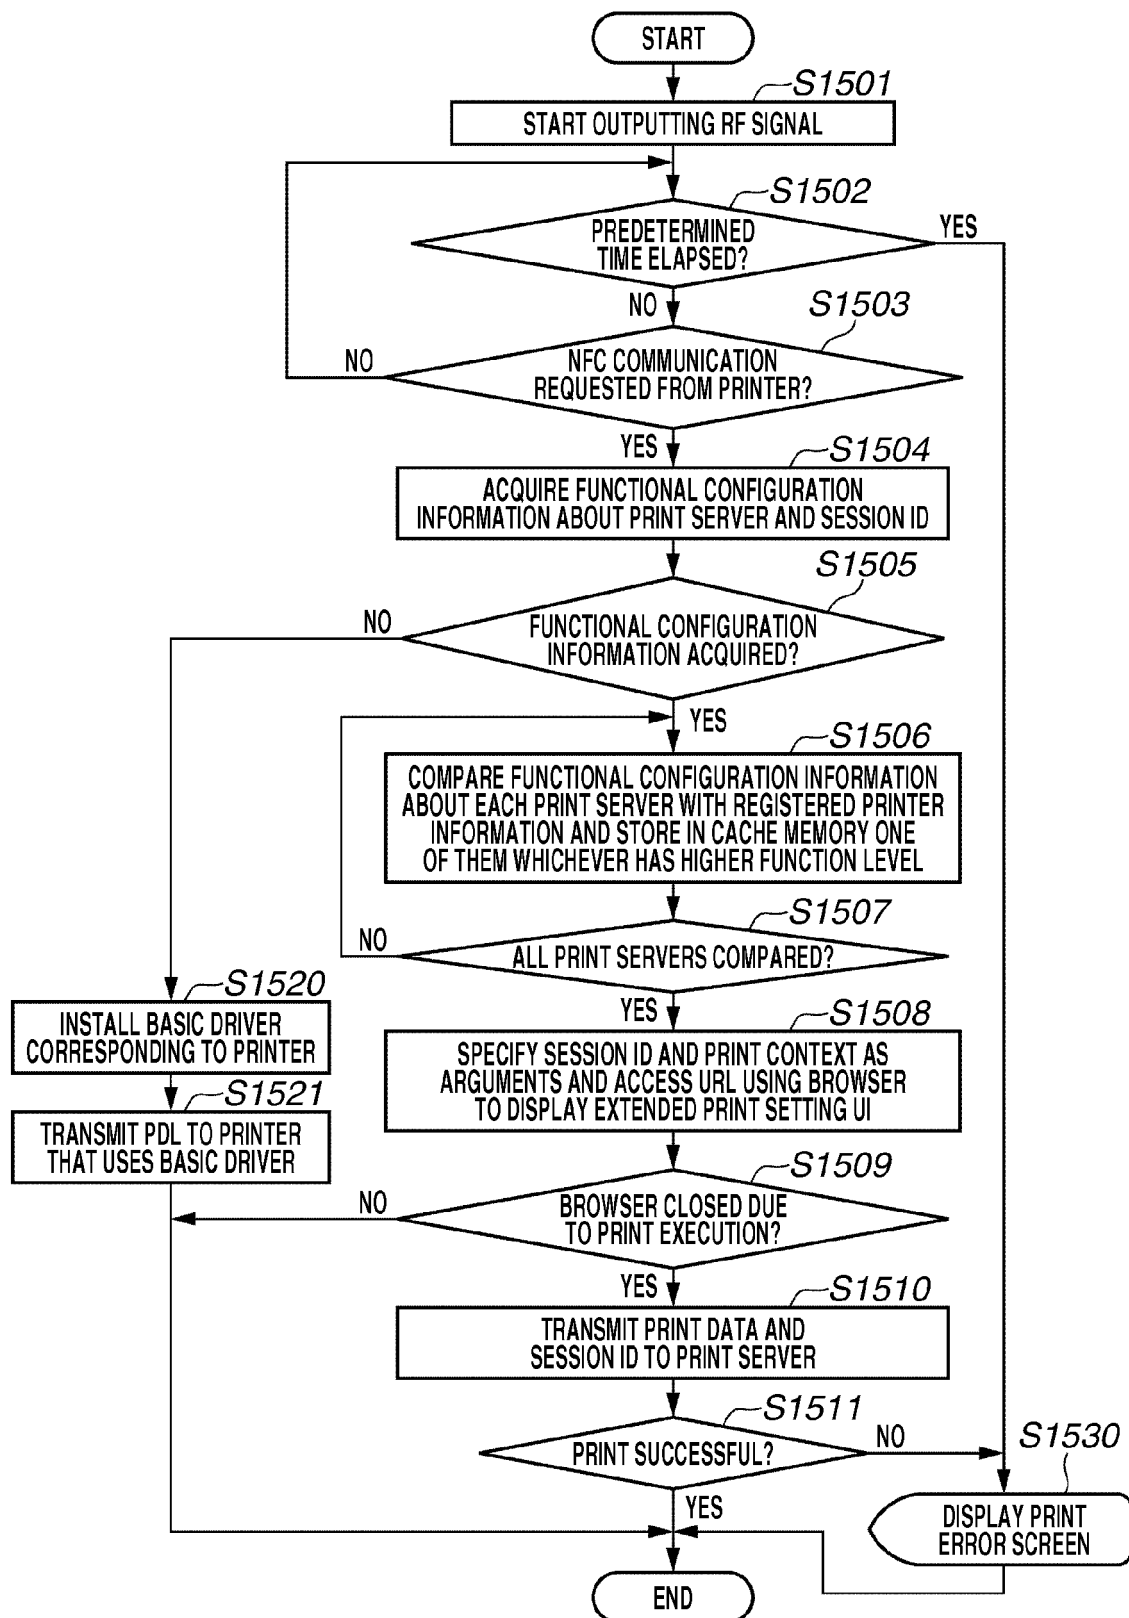 START
S1501
START OUTPUTTING RF SIGNAL
S1502
PREDETERMINED
TIME ELAPSED?
YES
NO
S1503
NFC COMMUNICATION
REQUESTED FROM PRINTER?
NO
YES
S1504
ACQUIRE FUNCTIONAL CONFIGURATION
INFORMATION ABOUT PRINT SERVER AND SESSION ID
S1505
FUNCTIONAL CONFIGURATION
INFORMATION ACQUIRED?
NO
YES
S1506
COMPARE FUNCTIONAL CONFIGURATION INFORMATION
ABOUT EACH PRINT SERVER WITH REGISTERED PRINTER
INFORMATION AND STORE IN CACHE MEMORY ONE
OF THEM WHICHEVER HAS HIGHER FUNCTION LEVEL
S1507
ALL PRINT SERVERS COMPARED?
NO
YES
S1520
INSTALL BASIC DRIVER
CORRESPONDING TO PRINTER
S1521
TRANSMIT PDL TO PRINTER
THAT USES BASIC DRIVER
S1508
SPECIFY SESSION ID AND PRINT CONTEXT AS
ARGUMENTS AND ACCESS URL USING BROWSER
TO DISPLAY EXTENDED PRINT SETTING UI
S1509
BROWSER CLOSED DUE
TO PRINT EXECUTION?
NO
YES
S1510
TRANSMIT PRINT DATA AND
SESSION ID TO PRINT SERVER
S1511
PRINT SUCCESSFUL?
NO
YES
S1530
DISPLAY PRINT
ERROR SCREEN
END